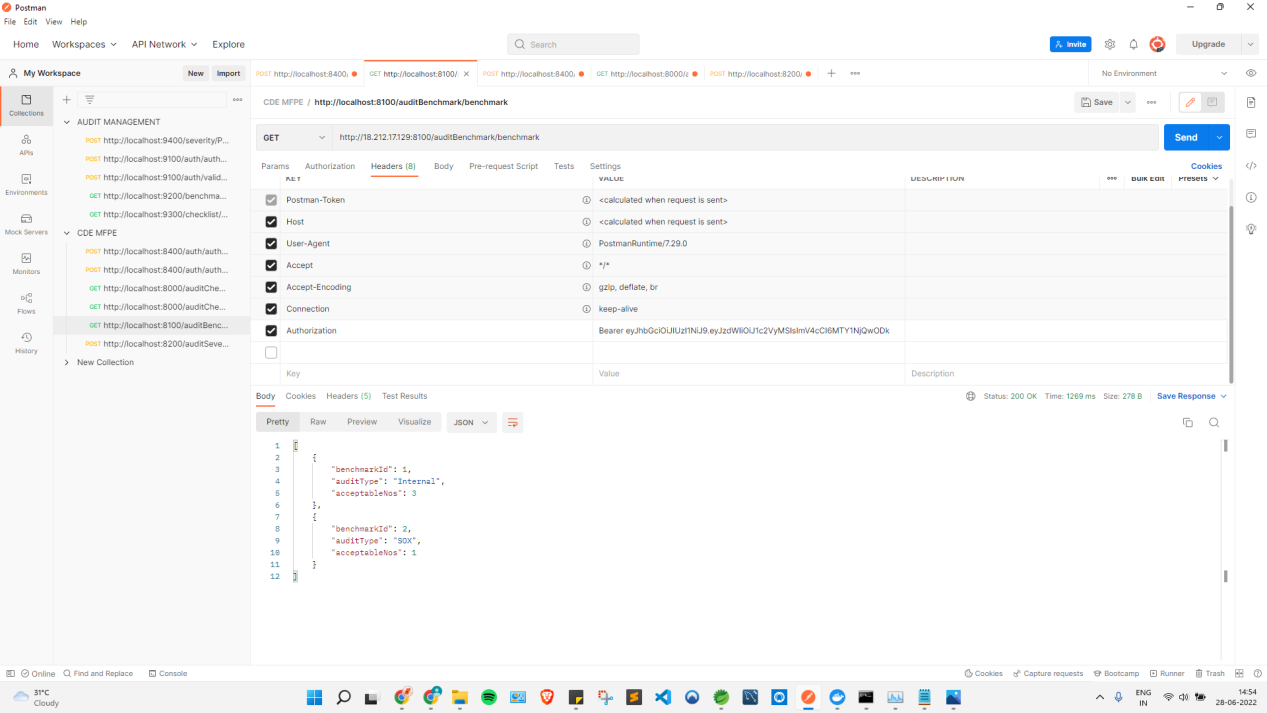 Postman
File Edit View Help
Home Workspaces API Network Explore
Search
Invite
Upgrade
My Workspace
New Import
POST http://localhost:8400/
GET http://localhost:8100/
POST http://localhost:8400/
GET http://localhost:8000/a
POST http://localhost:8200/
No Environment
Collections
APIs
Environments
Mock Servers
Monitors
Flows
History
AUDIT MANAGEMENT
POST http://localhost:9400/severity/P...
POST http://localhost:9100/auth/auth...
POST http://localhost:9100/auth/valid...
GET http://localhost:9200/benchma...
GET http://localhost:9300/checklist/...
CDE MFPE
POST http://localhost:8400/auth/auth...
POST http://localhost:8400/auth/auth...
GET http://localhost:8000/auditChe...
GET http://localhost:8000/auditChe...
GET http://localhost:8100/auditBenc...
POST http://localhost:8200/auditSeve...
New Collection
CDE MFPE / http://localhost:8100/auditBenchmark/benchmark
Save
GET http://18.212.17.129:8100/auditBenchmark/benchmark
Send
Params Authorization Headers (8) Body Pre-request Script Tests Settings
Cookies
KEY VALUE DESCRIPTION Bulk Edit Presets
Postman-Token <calculated when request is sent>
Host <calculated when request is sent>
User-Agent PostmanRuntime/7.29.0
Accept */*
Accept-Encoding gzip, deflate, br
Connection keep-alive
Authorization Bearer
Key Value Description
Body Cookies Headers (5) Test Results
Status: 200 OK Time: 1269 ms Size: 278 B Save Response
Pretty Raw Preview Visualize JSON
1 [
2 {
3 "benchmarkId": 1,
4 "auditType": "Internal",
5 "acceptableNos": 3
6 },
7 {
8 "benchmarkId": 2,
9 "auditType": "SOX",
10 "acceptableNos": 1
11 }
12 ]
Online Find and Replace Console
Cookies Capture requests Bootcamp Runner Trash
31°C
Cloudy
ENG
IN
14:54
28-06-2022